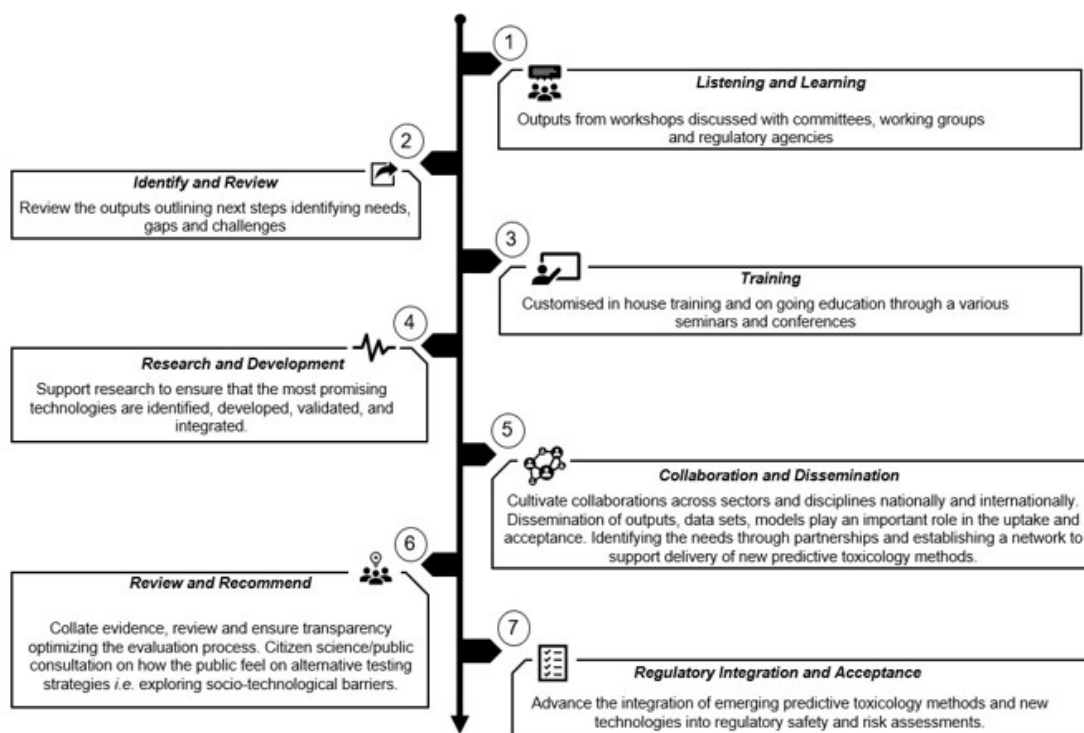 1
Listening and Learning
Outputs from workshops discussed with committees, working groups
and regulatory agencies
2
Identify and Review
Review the outputs outlining next steps identifying needs,
gaps and challenges
3
Training
Customised in house training and on going education through a various
seminars and conferences
4
Research and Development
Support research to ensure that the most promising
technologies are identified, developed, validated, and
integrated.
5
Collaboration and Dissemination
Cultivate collaborations across sectors and disciplines nationally and internationally.
Dissemination of outputs, data sets, models play an important role in the uptake and
acceptance. Identifying the needs through partnerships and establishing a network to
support delivery of new predictive toxicology methods.
6
Review and Recommend
Collate evidence, review and ensure transparency
optimizing the evaluation process. Citizen science/public
consultation on how the public feel on alternative testing
strategies i.e. exploring socio-technological barriers.
7
Regulatory Integration and Acceptance
Advance the integration of emerging predictive toxicology methods and new
technologies into regulatory safety and risk assessments.